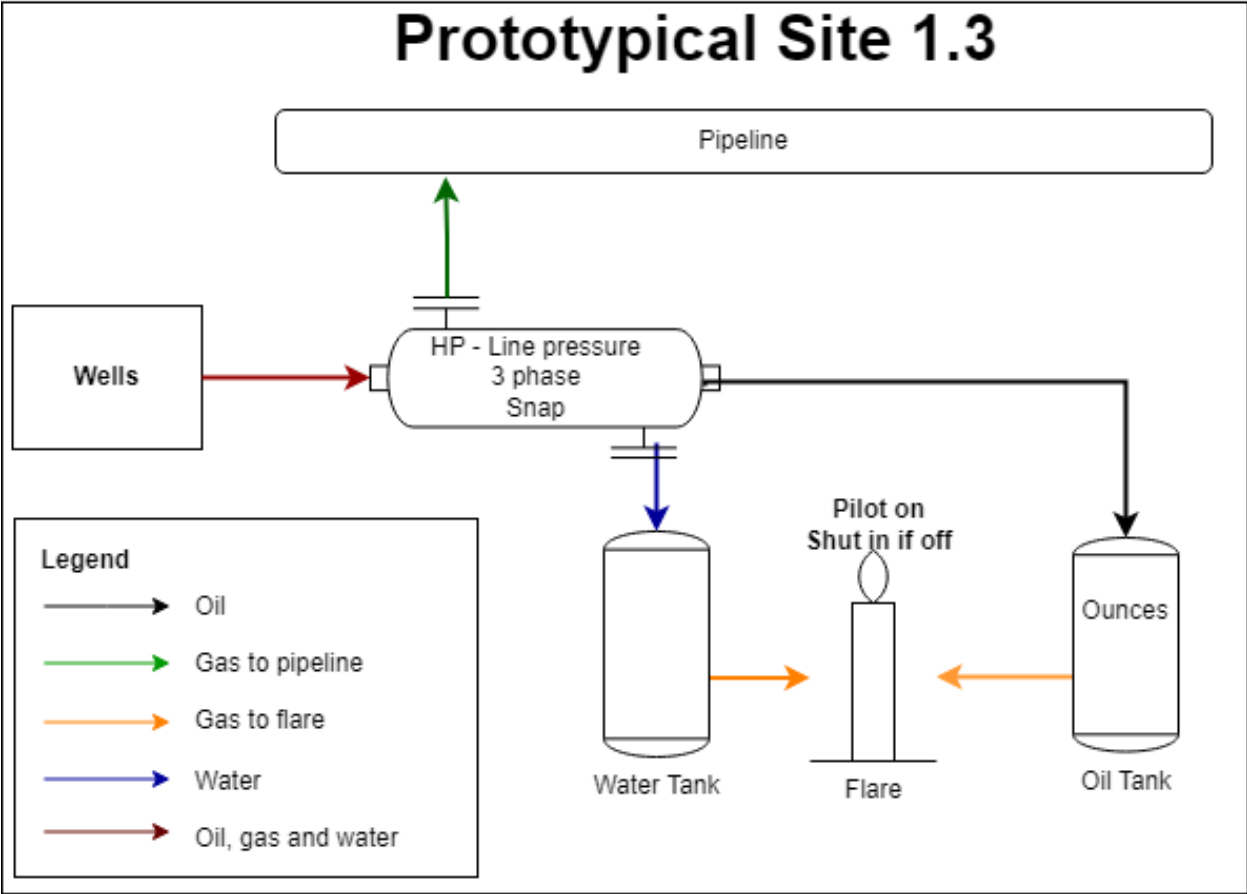 Prototypical Site 1.3
Pipeline
HP - Line pressure
3 phase
Snap
Wells
Pilot on
Shut in if off
Legend
Oil
Gas to pipeline
Gas to flare
Water
Oil, gas and water
Ounces
Water Tank
Flare
Oil Tank